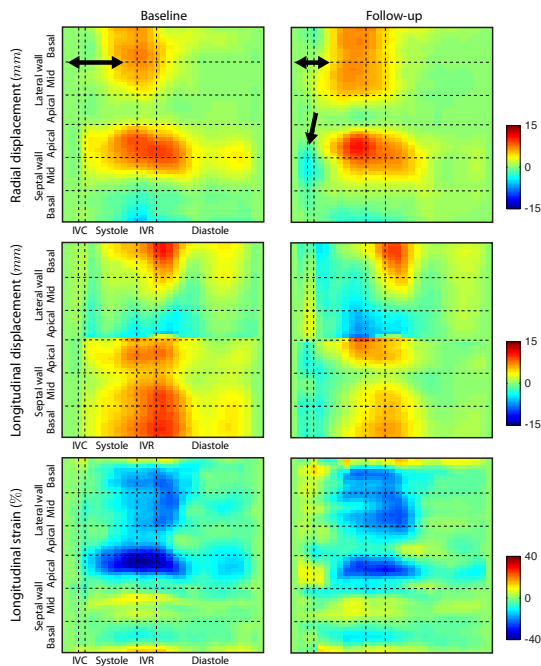 Baseline
Follow-up
Radial displacement (mm)
Lateral wall
Septal wall
Basal
Mid
Apical
Apical
Mid
Basal
15
0
-15
IVC Systole IVR Diastole
Longitudinal displacement (mm)
Lateral wall
Septal wall
Basal
Mid
Apical
Apical
Mid
Basal
15
0
-15
IVC Systole IVR Diastole
Longitudinal strain (%)
Lateral wall
Septal wall
Basal
Mid
Apical
Apical
Mid
Basal
40
0
-40
IVC Systole IVR Diastole